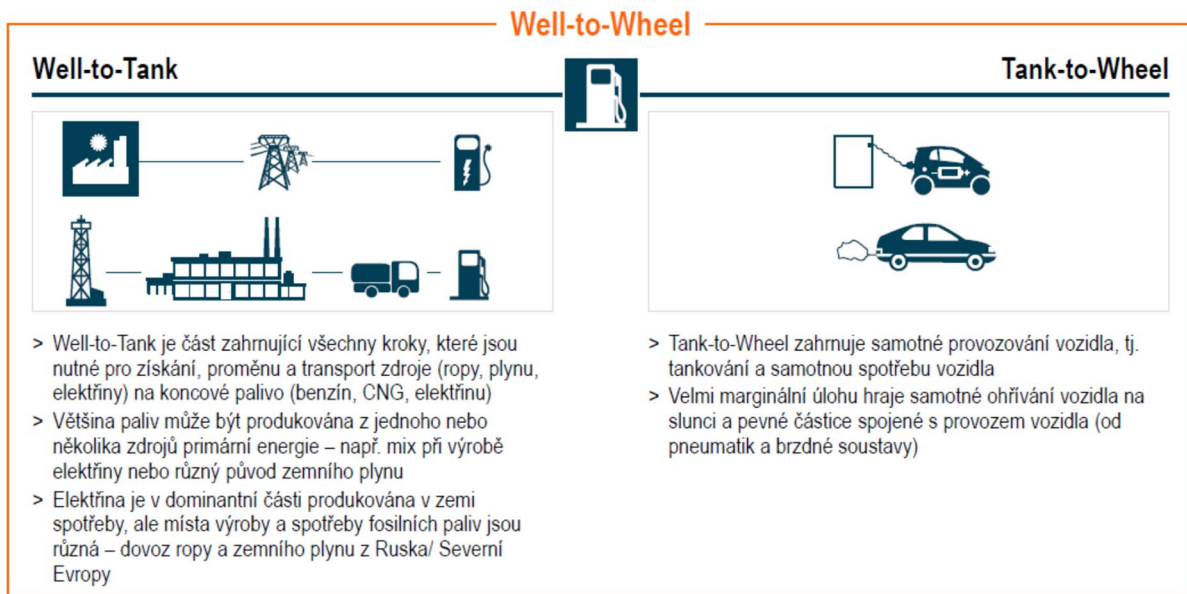 Well-to-Wheel
Well-to-Tank
Tank-to-Wheel
> Well-to-Tank je část zahrnující všechny kroky, které jsou
nutné pro získání, proměnu a transport zdroje (ropy, plynu,
elektřiny) na koncové palivo (benzín, CNG, elektřinu)
> Většina paliv může být produkována z jednoho nebo
několika zdrojů primární energie – např. mix při výrobě
elektřiny nebo různý původ zemního plynu
> Elektřina je v dominantní části produkována v zemi
spotřeby, ale místa výroby a spotřeby fosilních paliv jsou
různá – dovoz ropy a zemního plynu z Ruska/ Severní
Evropy
> Tank-to-Wheel zahrnuje samotné provozování vozidla, tj.
tankování a samotnou spotřebu vozidla
> Velmi marginální úlohu hraje samotné ohřívání vozidla na
slunci a pevné částice spojené s provozem vozidla (od
pneumatik a brzdné soustavy)